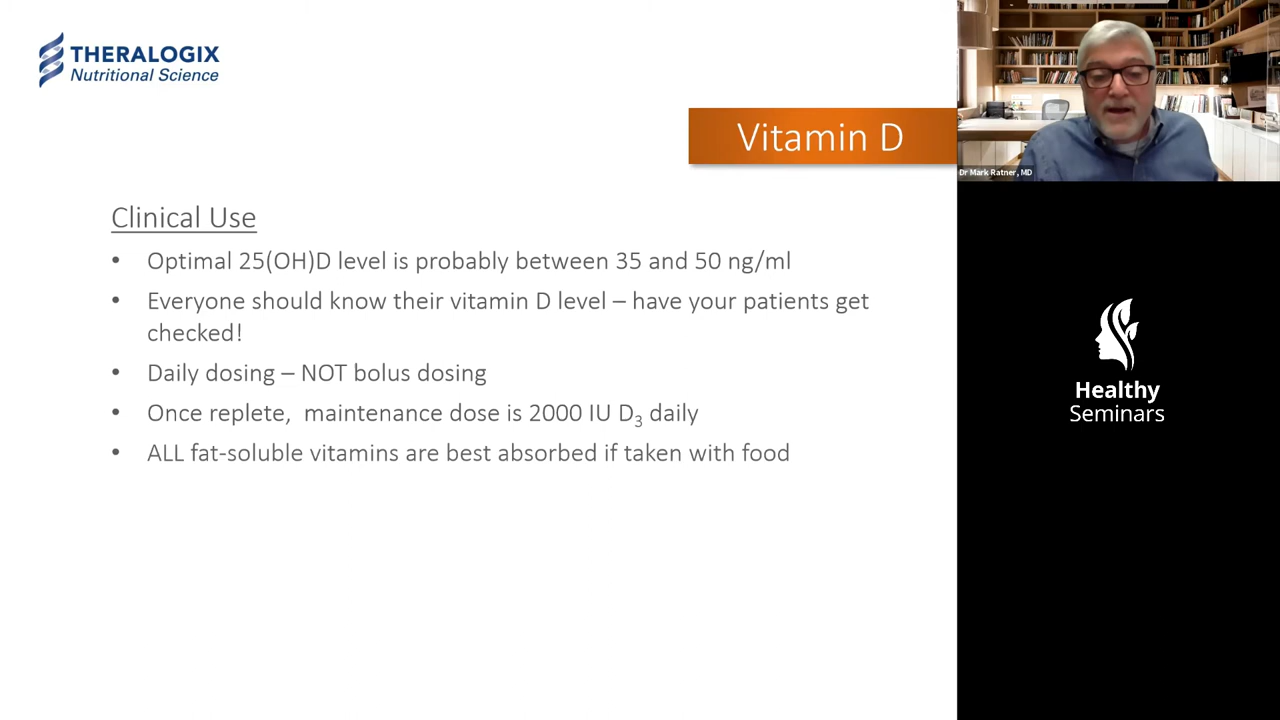 THERALOGIX
Nutritional Science
Vitamin D
Dr Mark Ratner, MD
Clinical Use
• Optimal 25(OH)D level is probably between 35 and 50 ng/ml
• Everyone should know their vitamin D level – have your patients get
checked!
• Daily dosing – NOT bolus dosing
• Once replete, maintenance dose is 2000 IU D₃ daily
• ALL fat-soluble vitamins are best absorbed if taken with food
Healthy
Seminars